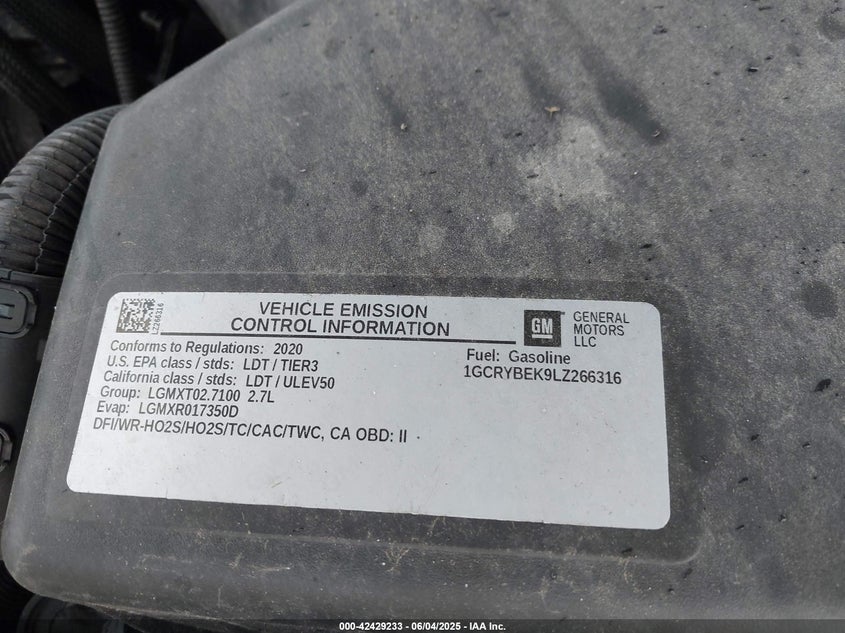 LZ266316
VEHICLE EMISSION
CONTROL INFORMATION
GM
GENERAL
MOTORS
LLC
Conforms to Regulations: 2020
U.S. EPA class / stds: LDT / TIER3
California class / stds: LDT / ULEV50
Group: LGMXT02.7100 2.7L
Evap: LGMXR017350D
DFI/WR-HO2S/HO2S/TC/CAC/TWC, CA OBD: II
Fuel: Gasoline
1GCRYBEK9LZ266316
000-42429233 - 06/04/2025 - IAA Inc.